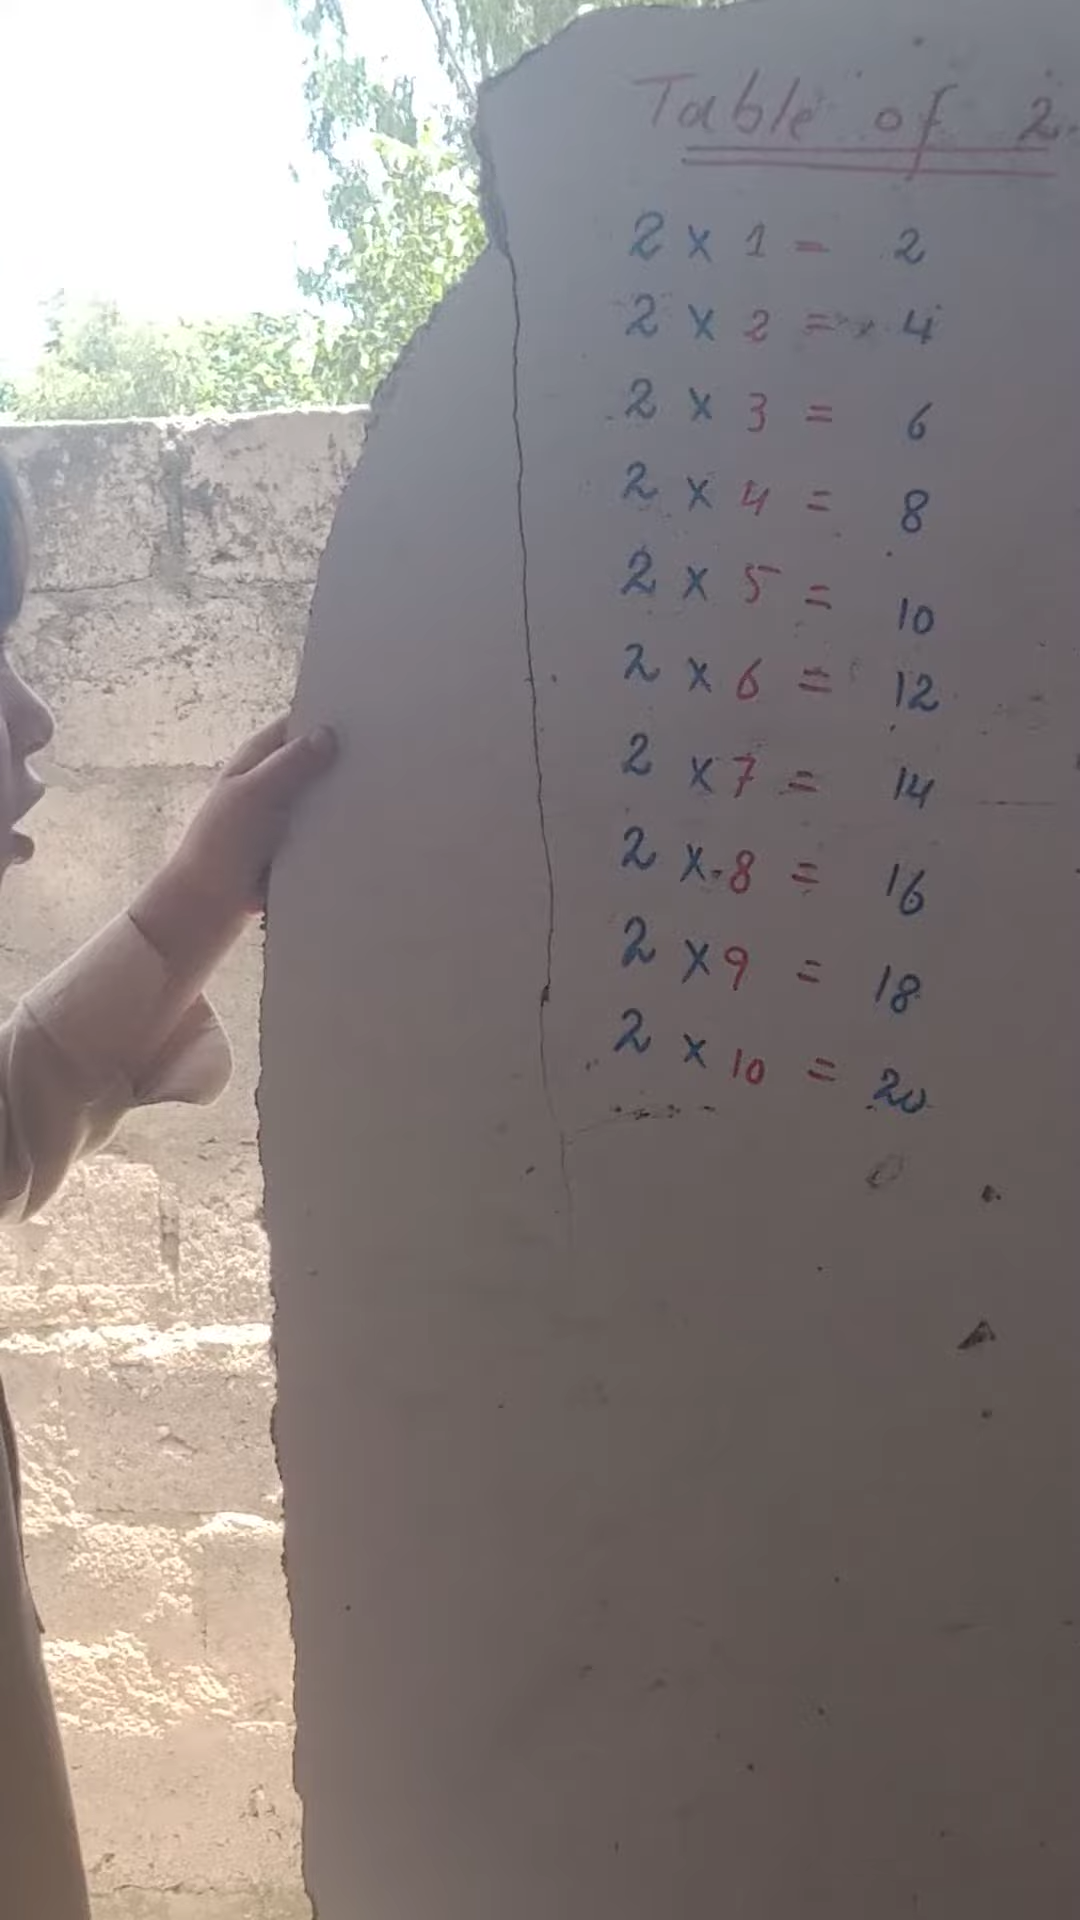 Table of 2.
2 x 1 = 2
2 x 2 = 4
2 x 3 = 6
2 x 4 = 8
2 x 5 = 10
2 x 6 = 12
2 x 7 = 14
2 x 8 = 16
2 x 9 = 18
2 x 10 = 20